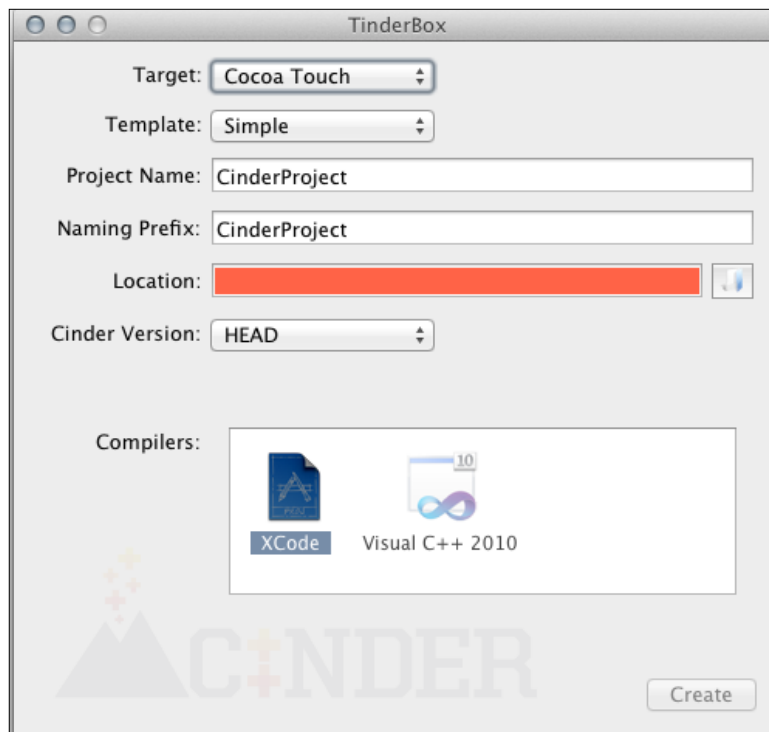 TinderBox
Target: Cocoa Touch
Template: Simple
Project Name: CinderProject
Naming Prefix: CinderProject
Location:
Cinder Version: HEAD
Compilers:
10
XCode Visual C++ 2010
CINDER
Create